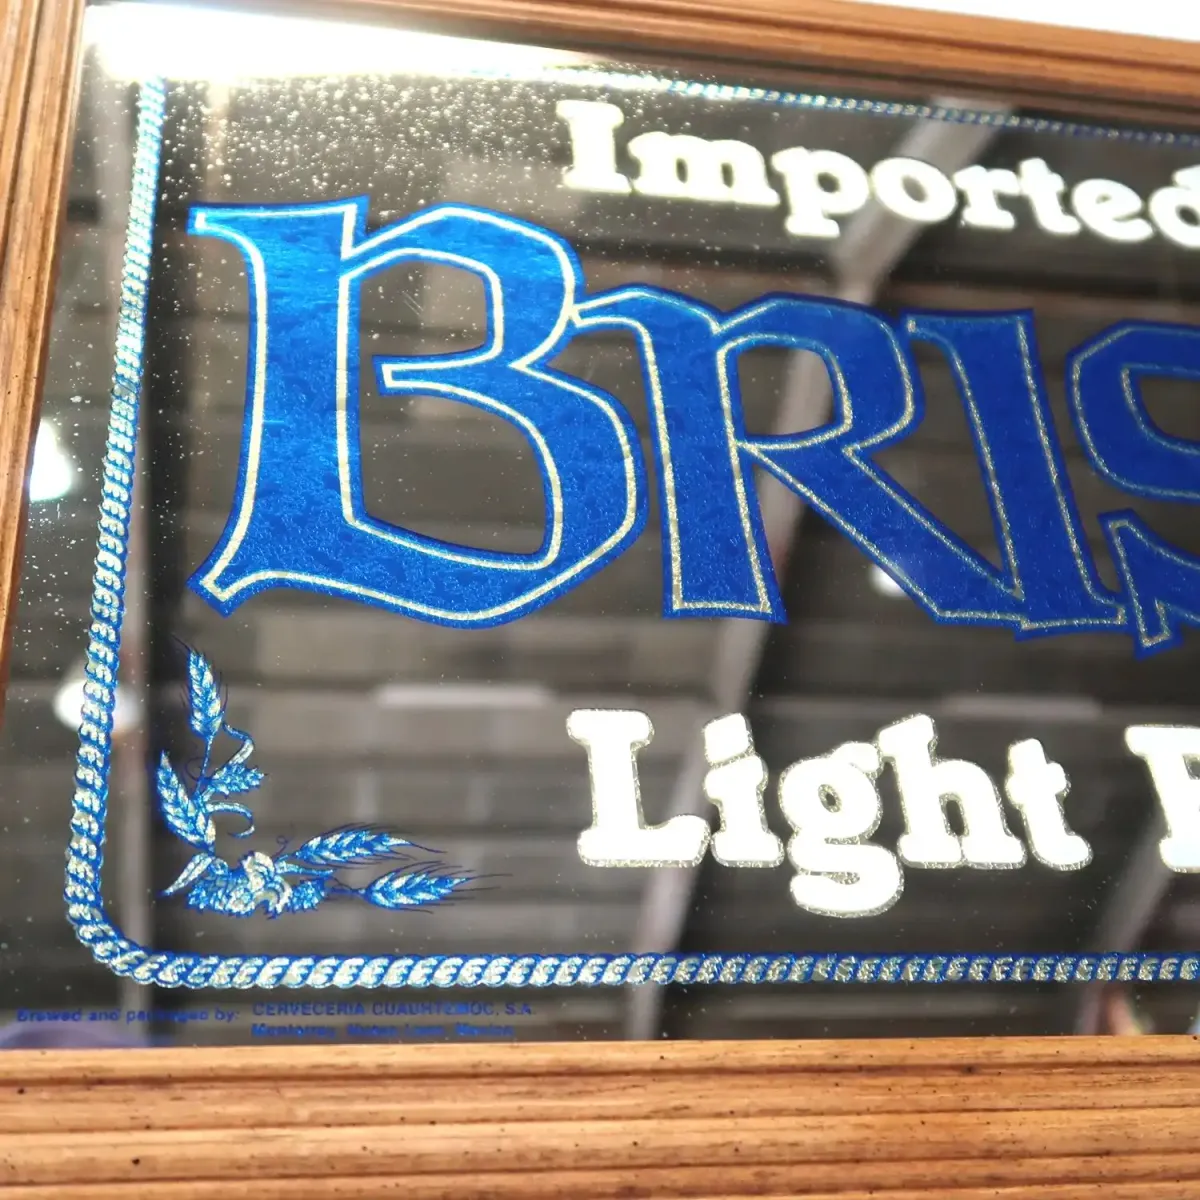 Imported
BRIS
Light
Brewed and packaged by: CERVECERIA CUAUHTEMOC, S.A.
Monterrey, Nuevo Leon, Mexico